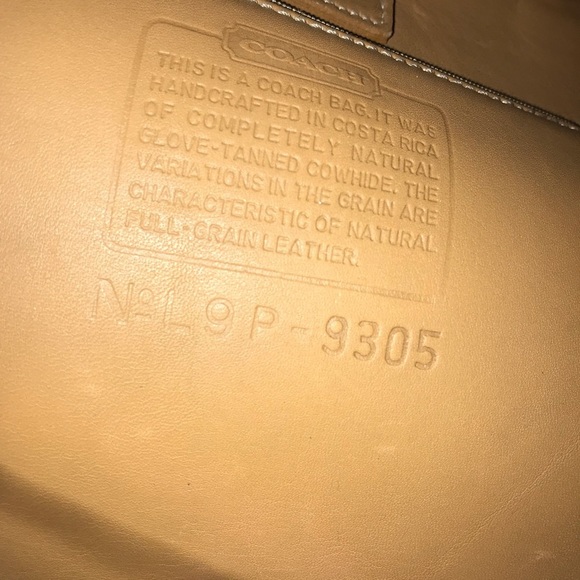 COACH
THIS IS A COACH BAG. IT WAS
HANDCRAFTED IN COSTA RICA
OF COMPLETELY NATURAL
GLOVE-TANNED COWHIDE. THE
VARIATIONS IN THE GRAIN ARE
CHARACTERISTIC OF NATURAL
FULL-GRAIN LEATHER.
№ L9P-9305